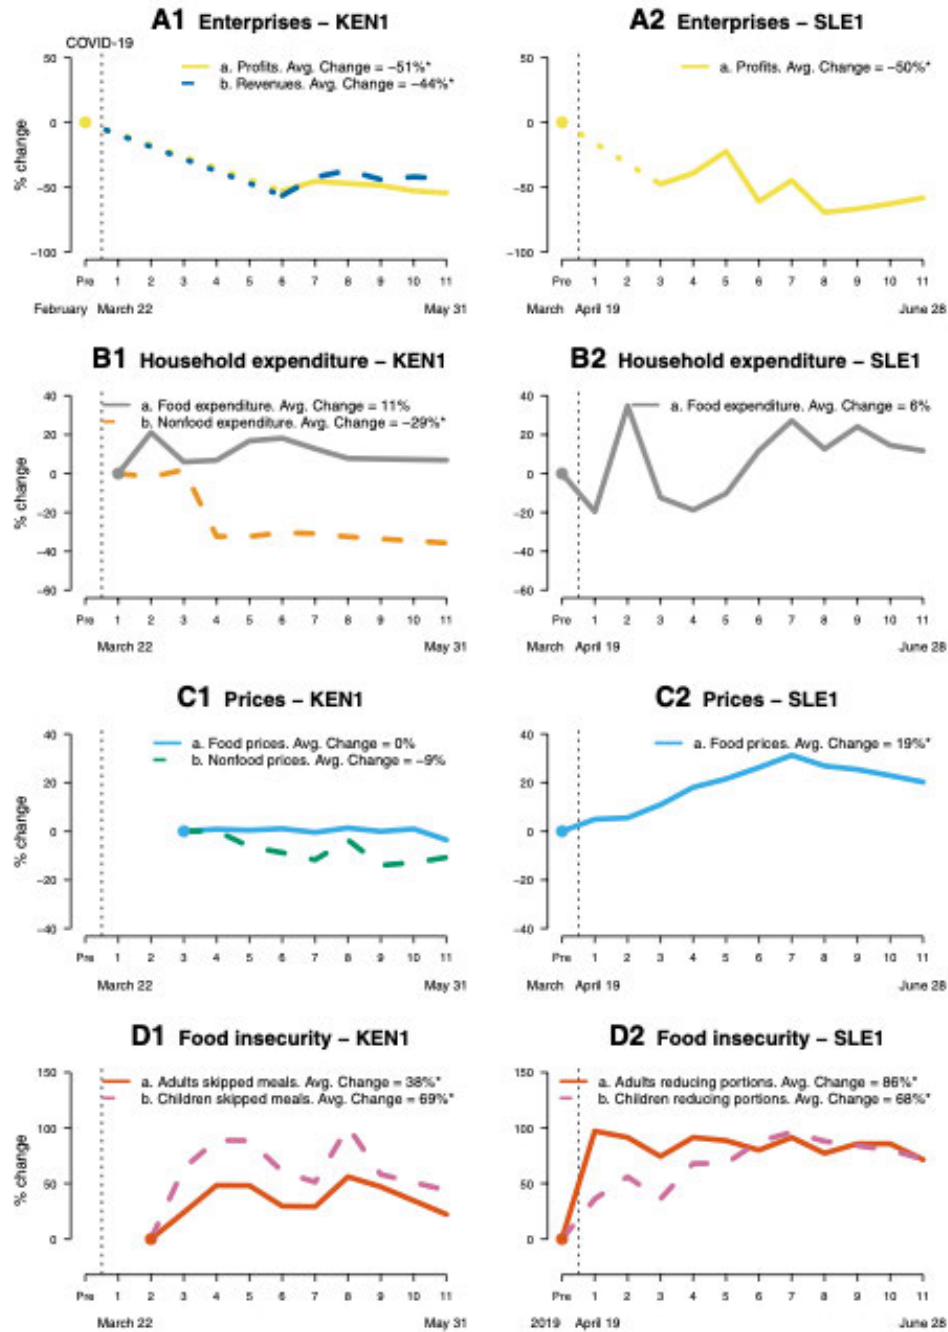 A1 Enterprises – KEN1
COVID-19
a. Profits. Avg. Change = −51%*
b. Revenues. Avg. Change = −44%*
% change
50
0
−50
−100
Pre 1 2 3 4 5 6 7 8 9 10 11
February March 22 May 31
A2 Enterprises – SLE1
a. Profits. Avg. Change = −50%*
50
0
−50
−100
Pre 1 2 3 4 5 6 7 8 9 10 11
March April 19 June 28
B1 Household expenditure – KEN1
a. Food expenditure. Avg. Change = 11%
b. Nonfood expenditure. Avg. Change = −29%*
% change
40
20
0
−20
−40
−60
Pre 1 2 3 4 5 6 7 8 9 10 11
March 22 May 31
B2 Household expenditure – SLE1
a. Food expenditure. Avg. Change = 6%
40
20
0
−20
−40
−60
Pre 1 2 3 4 5 6 7 8 9 10 11
March April 19 June 28
C1 Prices – KEN1
a. Food prices. Avg. Change = 0%
b. Nonfood prices. Avg. Change = −9%
% change
40
20
0
−20
−40
Pre 1 2 3 4 5 6 7 8 9 10 11
March 22 May 31
C2 Prices – SLE1
a. Food prices. Avg. Change = 19%*
40
20
0
−20
−40
Pre 1 2 3 4 5 6 7 8 9 10 11
March April 19 June 28
D1 Food insecurity – KEN1
a. Adults skipped meals. Avg. Change = 38%*
b. Children skipped meals. Avg. Change = 69%*
% change
150
100
50
0
Pre 1 2 3 4 5 6 7 8 9 10 11
March 22 May 31
D2 Food insecurity – SLE1
a. Adults reducing portions. Avg. Change = 86%*
b. Children reducing portions. Avg. Change = 68%*
150
100
50
0
Pre 1 2 3 4 5 6 7 8 9 10 11
2019 April 19 June 28